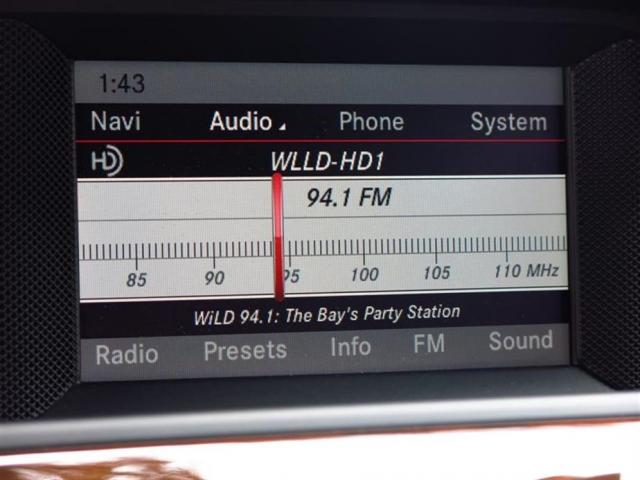 1:43
Navi Audio Phone System
HD WLLD-HD1
94.1 FM
85 90 95 100 105 110 MHz
WiLD 94.1: The Bay's Party Station
Radio Presets Info FM Sound